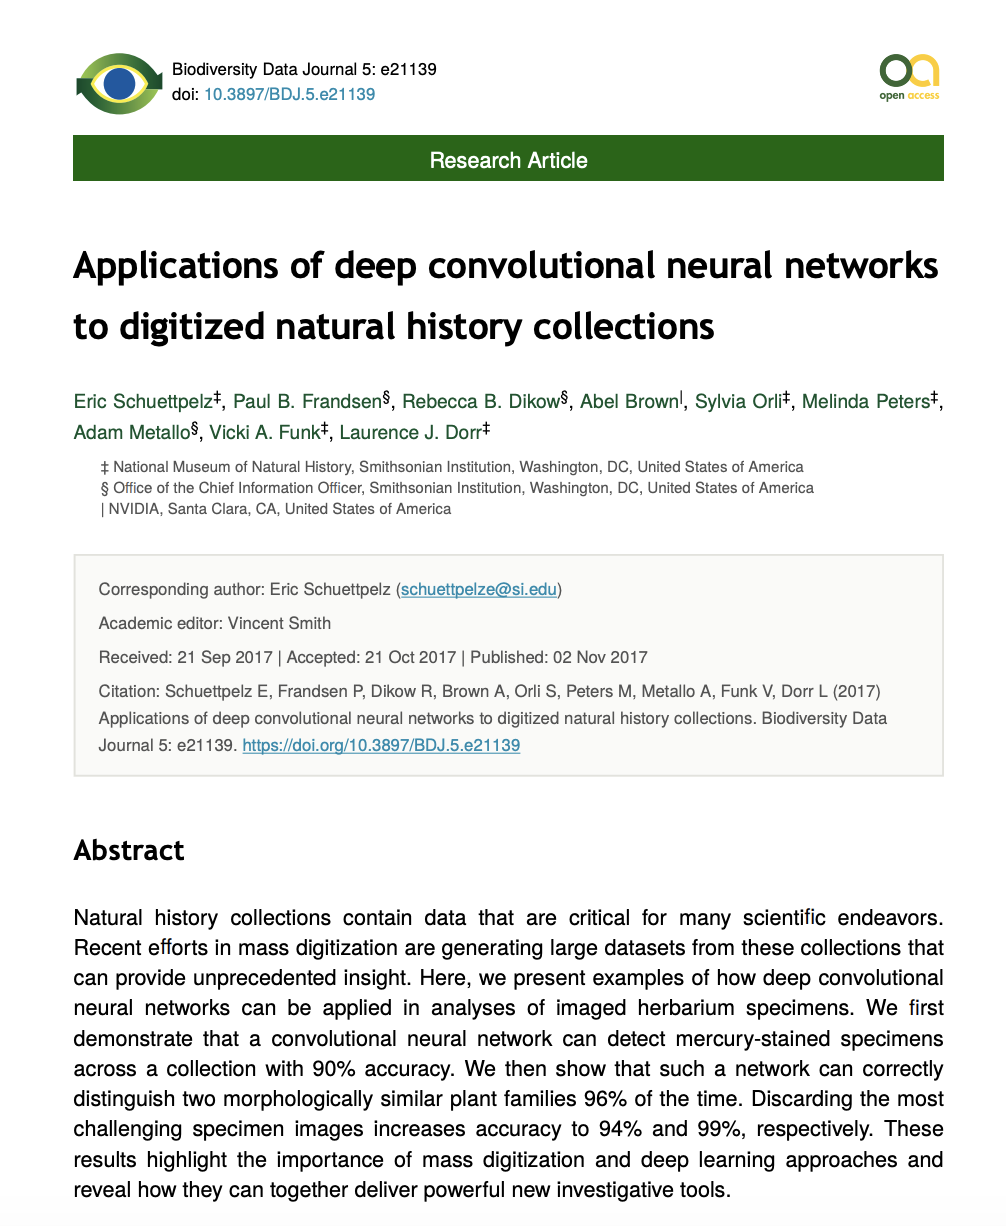 Biodiversity Data Journal 5: e21139
doi: 10.3897/BDJ.5.e21139
open access
Research Article
Applications of deep convolutional neural networks
to digitized natural history collections
Eric Schuettpelz‡, Paul B. Frandsen§, Rebecca B. Dikow§, Abel Brown|, Sylvia Orli‡, Melinda Peters‡,
Adam Metallo§, Vicki A. Funk‡, Laurence J. Dorr‡
‡ National Museum of Natural History, Smithsonian Institution, Washington, DC, United States of America
§ Office of the Chief Information Officer, Smithsonian Institution, Washington, DC, United States of America
| NVIDIA, Santa Clara, CA, United States of America
Corresponding author: Eric Schuettpelz (schuettpelze@si.edu)
Academic editor: Vincent Smith
Received: 21 Sep 2017 | Accepted: 21 Oct 2017 | Published: 02 Nov 2017
Citation: Schuettpelz E, Frandsen P, Dikow R, Brown A, Orli S, Peters M, Metallo A, Funk V, Dorr L (2017)
Applications of deep convolutional neural networks to digitized natural history collections. Biodiversity Data
Journal 5: e21139. https://doi.org/10.3897/BDJ.5.e21139
Abstract
Natural history collections contain data that are critical for many scientific endeavors.
Recent efforts in mass digitization are generating large datasets from these collections that
can provide unprecedented insight. Here, we present examples of how deep convolutional
neural networks can be applied in analyses of imaged herbarium specimens. We first
demonstrate that a convolutional neural network can detect mercury-stained specimens
across a collection with 90% accuracy. We then show that such a network can correctly
distinguish two morphologically similar plant families 96% of the time. Discarding the most
challenging specimen images increases accuracy to 94% and 99%, respectively. These
results highlight the importance of mass digitization and deep learning approaches and
reveal how they can together deliver powerful new investigative tools.